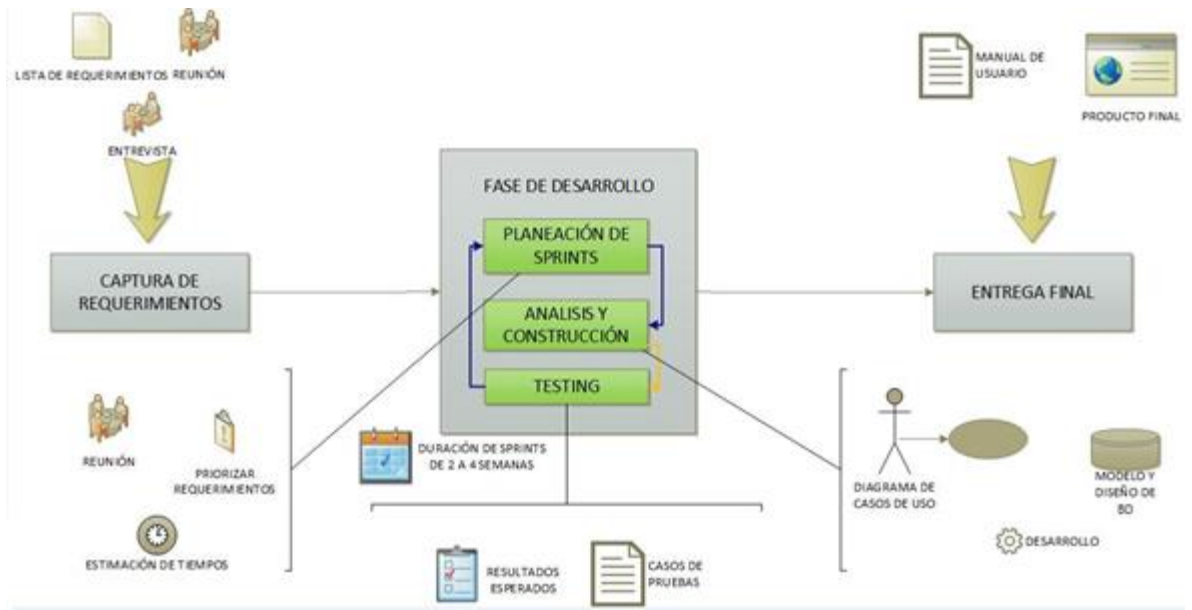 LISTA DE REQUERIMIENTOS
REUNIÓN
ENTREVISTA
CAPTURA DE
REQUERIMIENTOS
FASE DE DESARROLLO
PLANEACIÓN DE
SPRINTS
ANALISIS Y
CONSTRUCCIÓN
TESTING
MANUAL DE
USUARIO
PRODUCTO FINAL
ENTREGA FINAL
REUNIÓN
PRIORIZAR
REQUERIMIENTOS
ESTIMACIÓN DE TIEMPOS
DURACIÓN DE SPRINTS
DE 2 A 4 SEMANAS
RESULTADOS
ESPERADOS
CASOS DE
PRUEBAS
DIAGRAMA DE
CASOS DE USO
MODELO Y
DISEÑO DE
BD
DESARROLLO